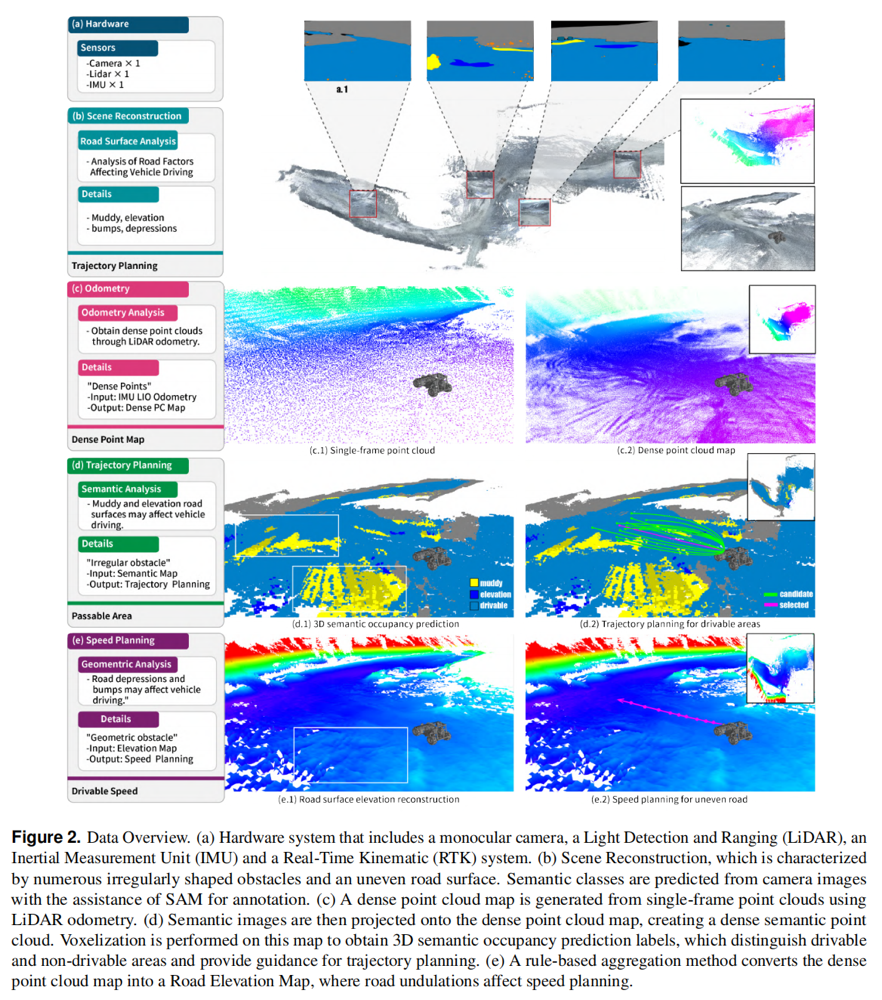 (a) Hardware
Sensors
-Camera × 1
-Lidar × 1
-IMU × 1
a.1
(b) Scene Reconstruction
Road Surface Analysis
- Analysis of Road Factors
Affecting Vehicle Driving
Details
- Muddy, elevation
- bumps, depressions
Trajectory Planning
(c) Odometry
Odometry Analysis
- Obtain dense point clouds
through LiDAR odometry.
Details
"Dense Points"
-Input: IMU LIO Odometry
-Output: Dense PC Map
Dense Point Map
(c.1) Single-frame point cloud
(c.2) Dense point cloud map
(d) Trajectory Planning
Semantic Analysis
- Muddy and elevation road
surfaces may affect vehicle
driving.
Details
"Irregular obstacle"
-Input: Semantic Map
-Output: Trajectory Planning
Passable Area
muddy
elevation
drivable
candidate
selected
(d.1) 3D semantic occupancy prediction
(d.2) Trajectory planning for drivable areas
(e) Speed Planning
Geometric Analysis
- Road depressions and
bumps may affect vehicle
driving."
Details
"Geometric obstacle"
-Input: Elevation Map
-Output: Speed Planning
Drivable Speed
(e.1) Road surface elevation reconstruction
(e.2) Speed planning for uneven road
Figure 2. Data Overview. (a) Hardware system that includes a monocular camera, a Light Detection and Ranging (LiDAR), an
Inertial Measurement Unit (IMU) and a Real-Time Kinematic (RTK) system. (b) Scene Reconstruction, which is characterized
by numerous irregularly shaped obstacles and an uneven road surface. Semantic classes are predicted from camera images
with the assistance of SAM for annotation. (c) A dense point cloud map is generated from single-frame point clouds using
LiDAR odometry. (d) Semantic images are then projected onto the dense point cloud map, creating a dense semantic point
cloud. Voxelization is performed on this map to obtain 3D semantic occupancy prediction labels, which distinguish drivable
and non-drivable areas and provide guidance for trajectory planning. (e) A rule-based aggregation method converts the dense
point cloud map into a Road Elevation Map, where road undulations affect speed planning.